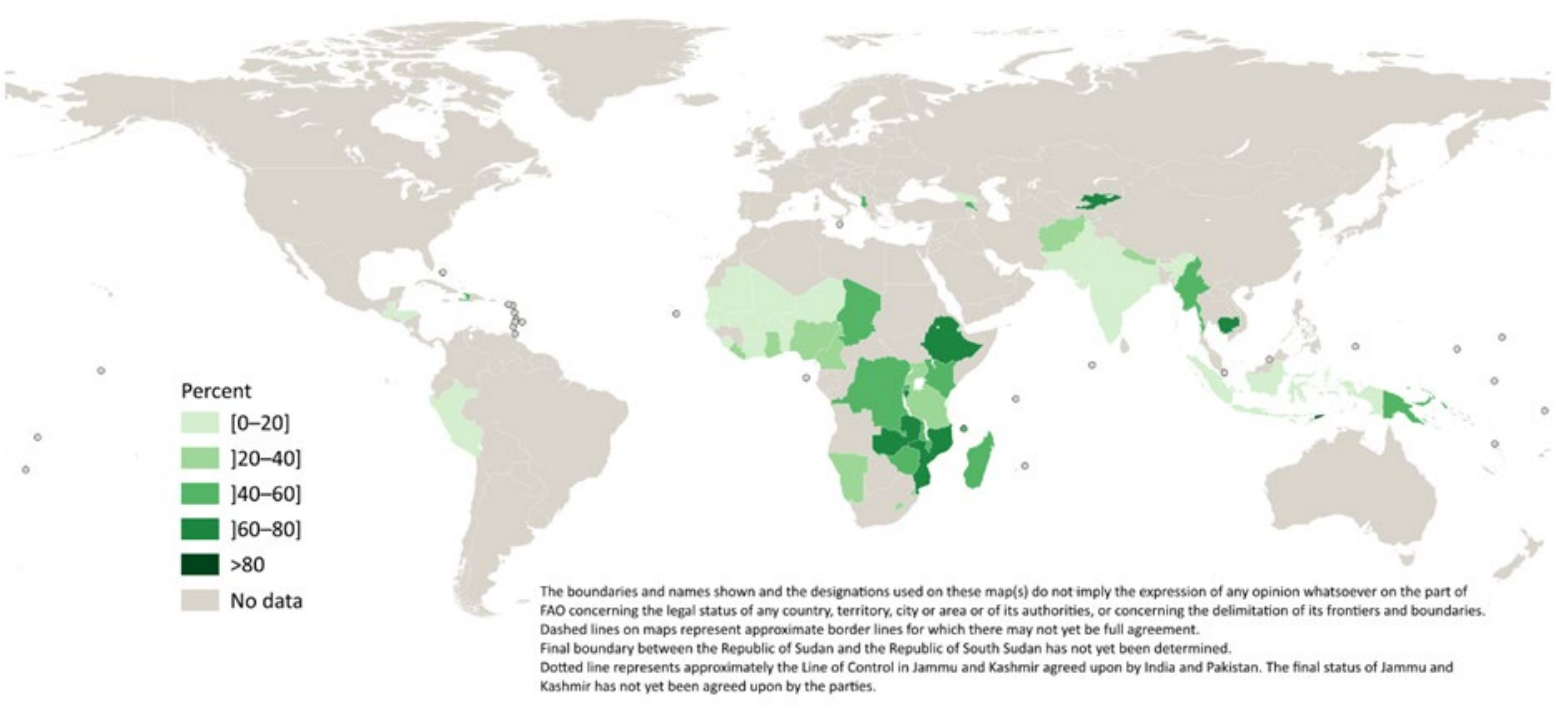 Percent
[0–20]
]20–40]
]40–60]
]60–80]
>80
No data
The boundaries and names shown and the designations used on these map(s) do not imply the expression of any opinion whatsoever on the part of
FAO concerning the legal status of any country, territory, city or area or of its authorities, or concerning the delimitation of its frontiers and boundaries.
Dashed lines on maps represent approximate border lines for which there may not yet be full agreement.
Final boundary between the Republic of Sudan and the Republic of South Sudan has not yet been determined.
Dotted line represents approximately the Line of Control in Jammu and Kashmir agreed upon by India and Pakistan. The final status of Jammu and
Kashmir has not yet been agreed upon by the parties.